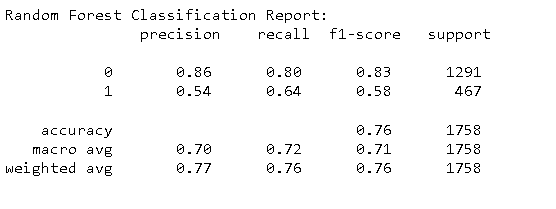 Random Forest Classification Report:
precision recall f1-score support
0 0.86 0.80 0.83 1291
1 0.54 0.64 0.58 467
accuracy 0.76 1758
macro avg 0.70 0.72 0.71 1758
weighted avg 0.77 0.76 0.76 1758